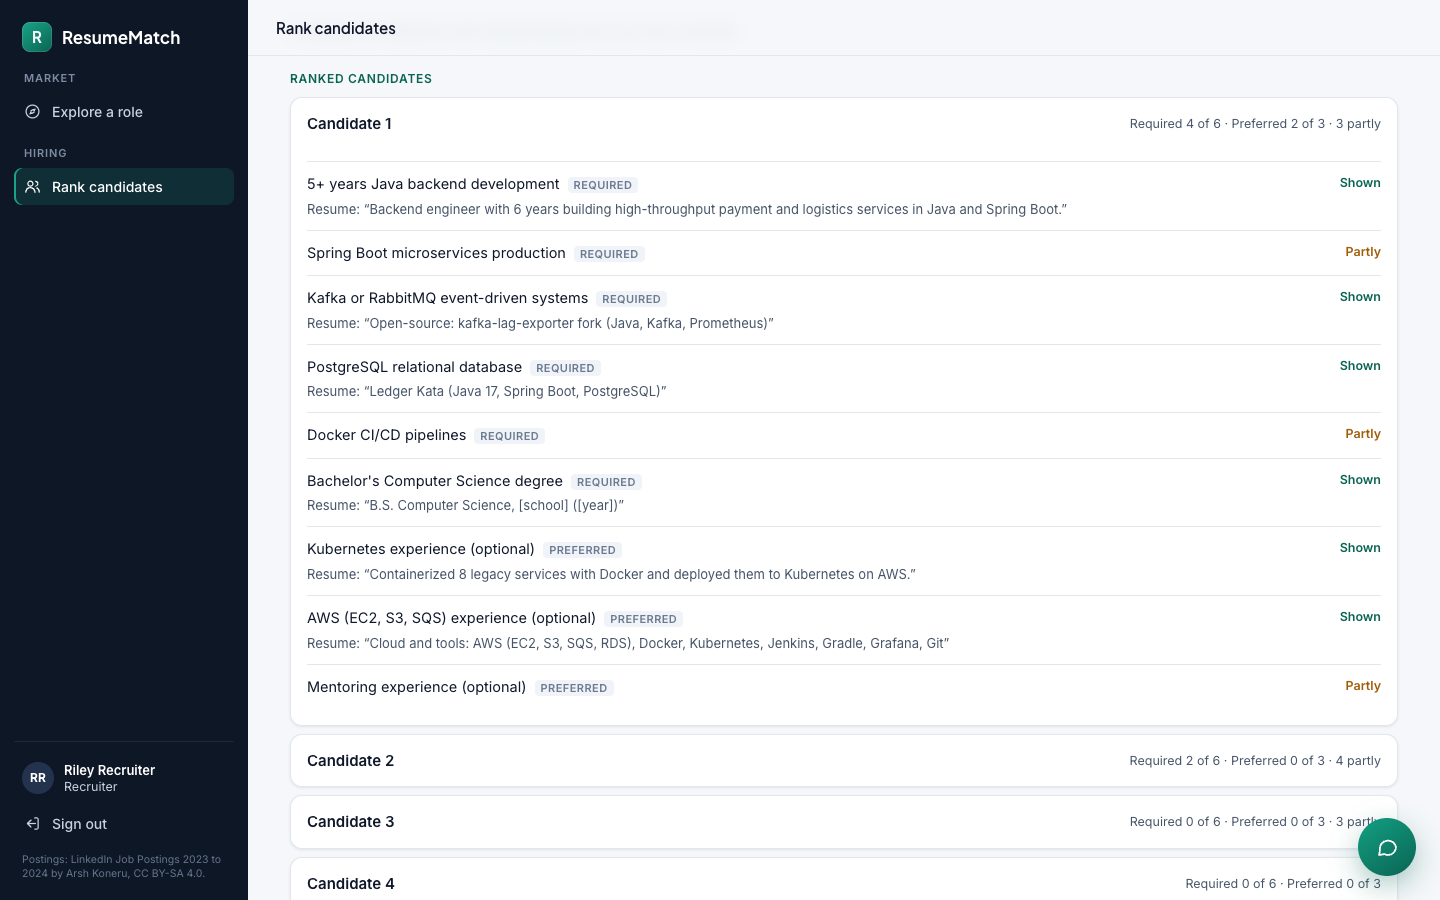 R ResumeMatch
MARKET
Explore a role
HIRING
Rank candidates
RR
Riley Recruiter
Recruiter
Sign out
Postings: LinkedIn Job Postings 2023 to
2024 by Arsh Koneru, CC BY-SA 4.0.
Rank candidates
RANKED CANDIDATES
Candidate 1 Required 4 of 6 · Preferred 2 of 3 · 3 partly
5+ years Java backend development REQUIRED Shown
Resume: “Backend engineer with 6 years building high-throughput payment and logistics services in Java and Spring Boot.”
Spring Boot microservices production REQUIRED Partly
Kafka or RabbitMQ event-driven systems REQUIRED Shown
Resume: “Open-source: kafka-lag-exporter fork (Java, Kafka, Prometheus)”
PostgreSQL relational database REQUIRED Shown
Resume: “Ledger Kata (Java 17, Spring Boot, PostgreSQL)”
Docker CI/CD pipelines REQUIRED Partly
Bachelor's Computer Science degree REQUIRED Shown
Resume: “B.S. Computer Science, [school] ([year])”
Kubernetes experience (optional) PREFERRED Shown
Resume: “Containerized 8 legacy services with Docker and deployed them to Kubernetes on AWS.”
AWS (EC2, S3, SQS) experience (optional) PREFERRED Shown
Resume: “Cloud and tools: AWS (EC2, S3, SQS, RDS), Docker, Kubernetes, Jenkins, Gradle, Grafana, Git”
Mentoring experience (optional) PREFERRED Partly
Candidate 2 Required 2 of 6 · Preferred 0 of 3 · 4 partly
Candidate 3 Required 0 of 6 · Preferred 0 of 3 · 3 partly
Candidate 4 Required 0 of 6 · Preferred 0 of 3